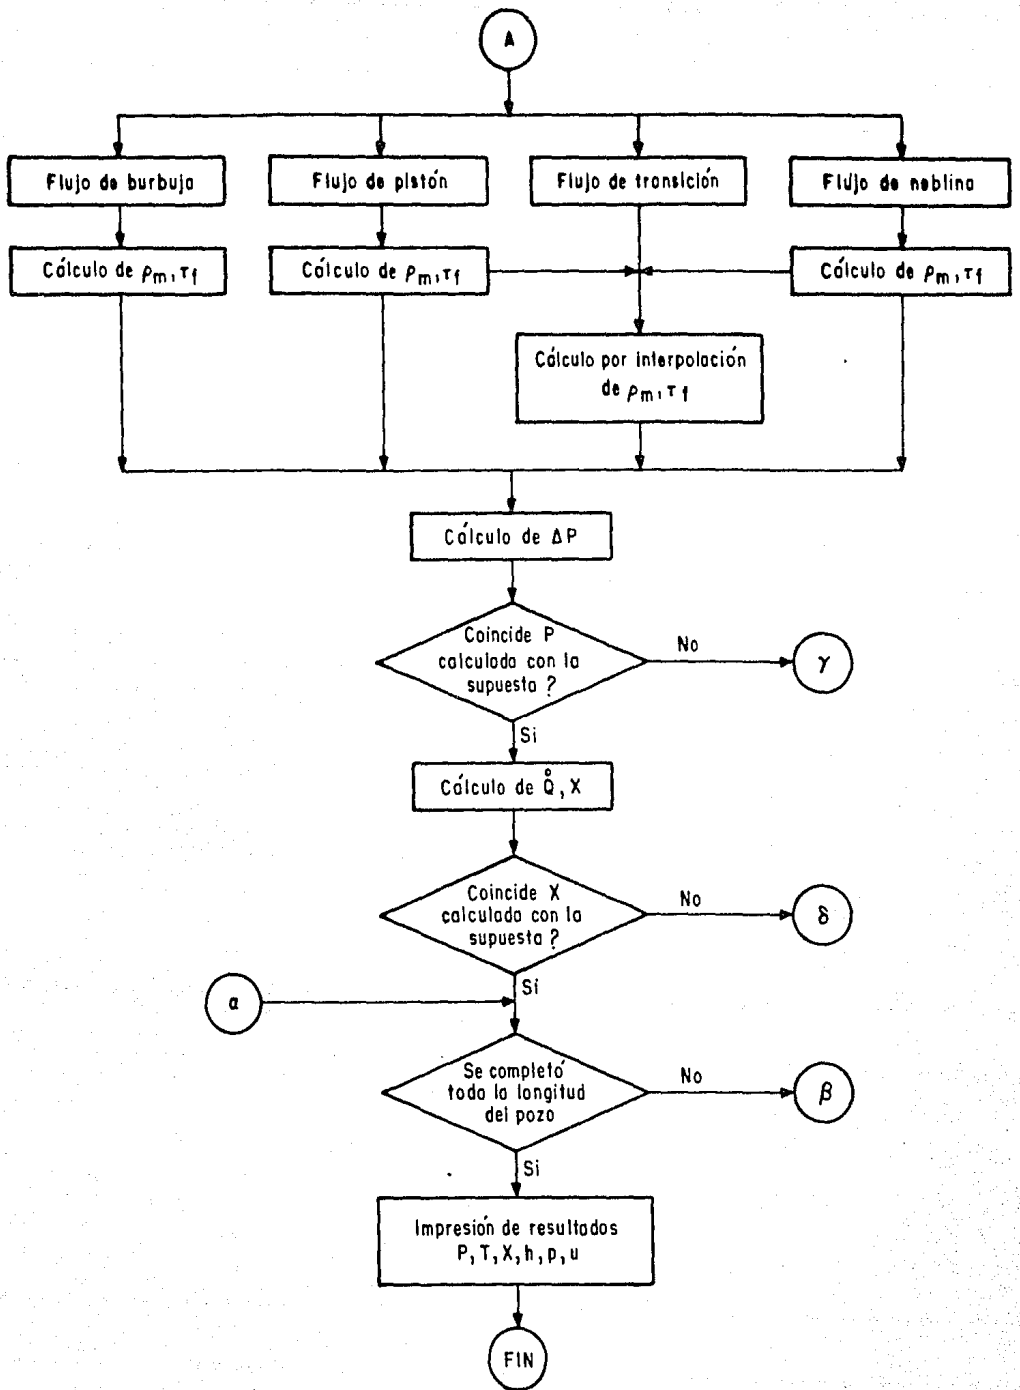 A
Flujo de burbuja
Flujo de pistón
Flujo de transición
Flujo de neblina
Cálculo de ρm, τf
Cálculo de ρm, τf
Cálculo de ρm, τf
Cálculo por interpolación
de ρm, τf
Cálculo de ΔP
Coincide P
calculada con la
supuesta ?
No
γ
Si
Cálculo de Q̊, X
Coincide X
calculada con la
supuesta ?
No
δ
Si
α
Se completó
toda la longitud
del pozo
No
β
Si
Impresión de resultados
P, T, X, h, p, u
FIN